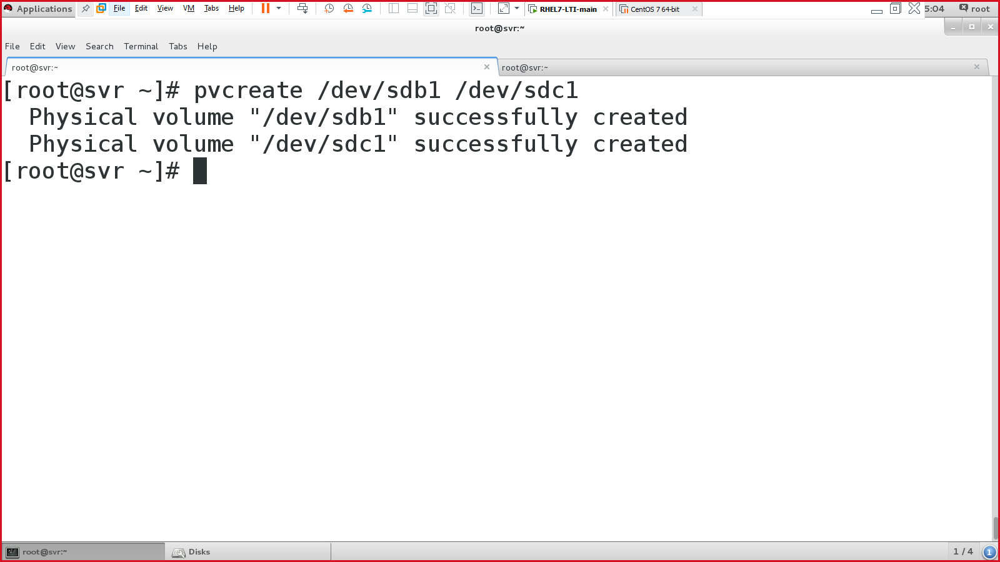 Applications File Edit View VM Tabs Help RHEL7-LTI-main CentOS 7 64-bit 5:04 root
root@svr:~
File Edit View Search Terminal Tabs Help
root@svr:~ root@svr:~
[root@svr ~]# pvcreate /dev/sdb1 /dev/sdc1
Physical volume "/dev/sdb1" successfully created
Physical volume "/dev/sdc1" successfully created
[root@svr ~]#
root@svr:~ Disks 1 / 4 1